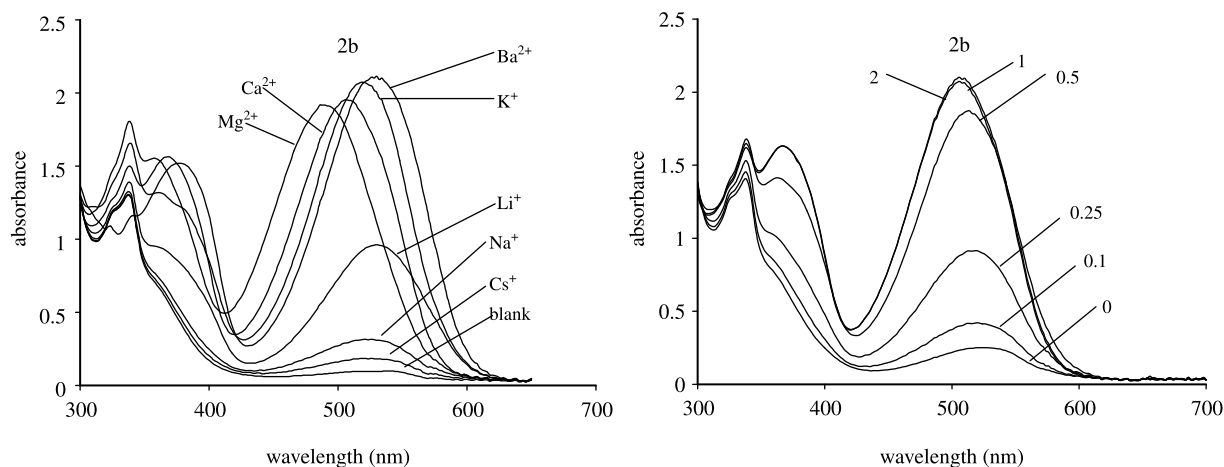 2b
Ba2+
K+
Ca2+
Mg2+
Li+
Na+
Cs+
blank
absorbance
2.5
2
1.5
1
0.5
0
300
400
500
600
700
wavelength (nm)
2b
2
1
0.5
0.25
0.1
0
absorbance
2.5
2
1.5
1
0.5
0
300
400
500
600
700
wavelength (nm)